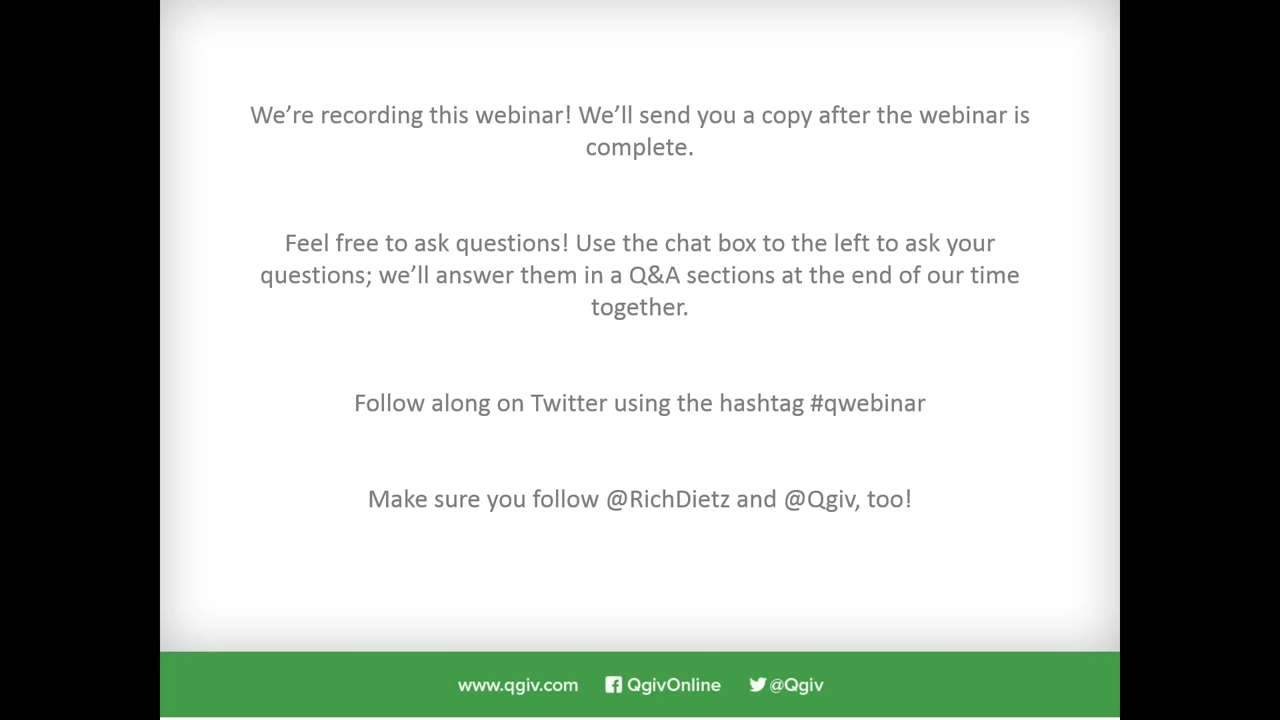 We’re recording this webinar! We’ll send you a copy after the webinar is
complete.
Feel free to ask questions! Use the chat box to the left to ask your
questions; we’ll answer them in a Q&A sections at the end of our time
together.
Follow along on Twitter using the hashtag #qwebinar
Make sure you follow @RichDietz and @Qgiv, too!
www.qgiv.com QgivOnline @Qgiv